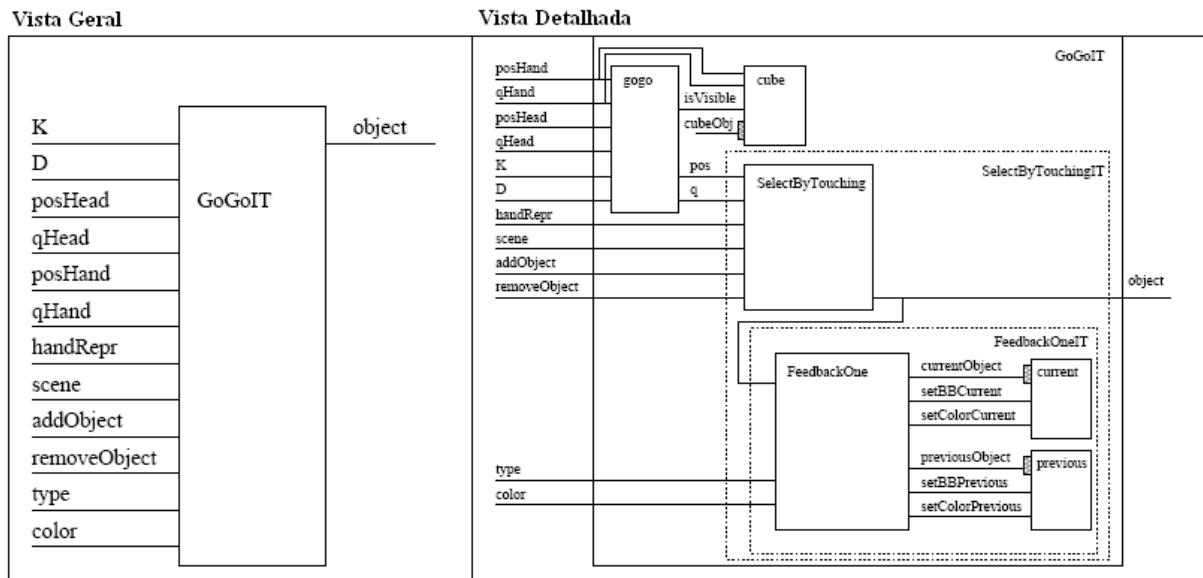 Vista Geral
K
D
posHead
qHead
posHand
qHand
handRepr
scene
addObject
removeObject
type
color
GoGoIT
object
Vista Detalhada
GoGoIT
posHand
qHand
posHead
qHead
K
D
handRepr
scene
addObject
removeObject
type
color
gogo
isVisible
cubeObj
cube
pos
q
SelectByTouching
SelectByTouchingIT
object
FeedbackOneIT
FeedbackOne
currentObject
setBBCurrent
setColorCurrent
current
previousObject
setBBPrevious
setColorPrevious
previous